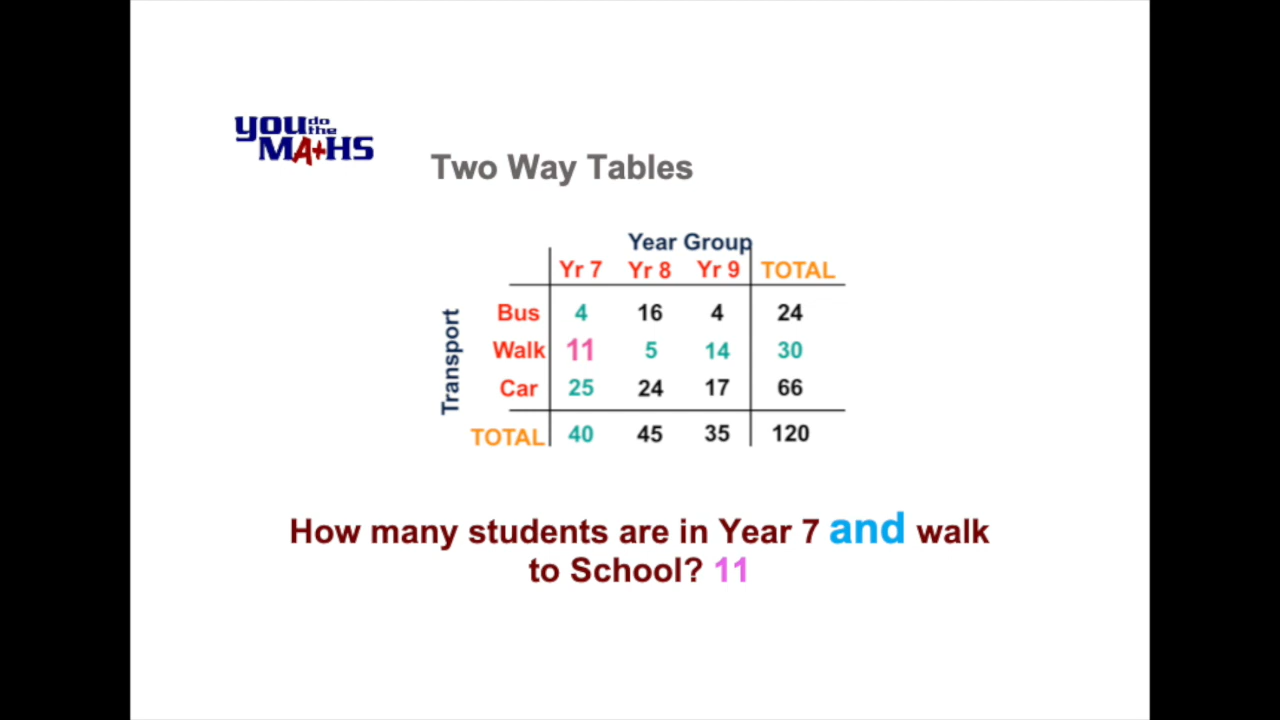 you do the MA+HS
Two Way Tables
Year Group
Yr 7 Yr 8 Yr 9 TOTAL
Transport
Bus 4 16 4 24
Walk 11 5 14 30
Car 25 24 17 66
TOTAL 40 45 35 120
How many students are in Year 7 and walk
to School? 11